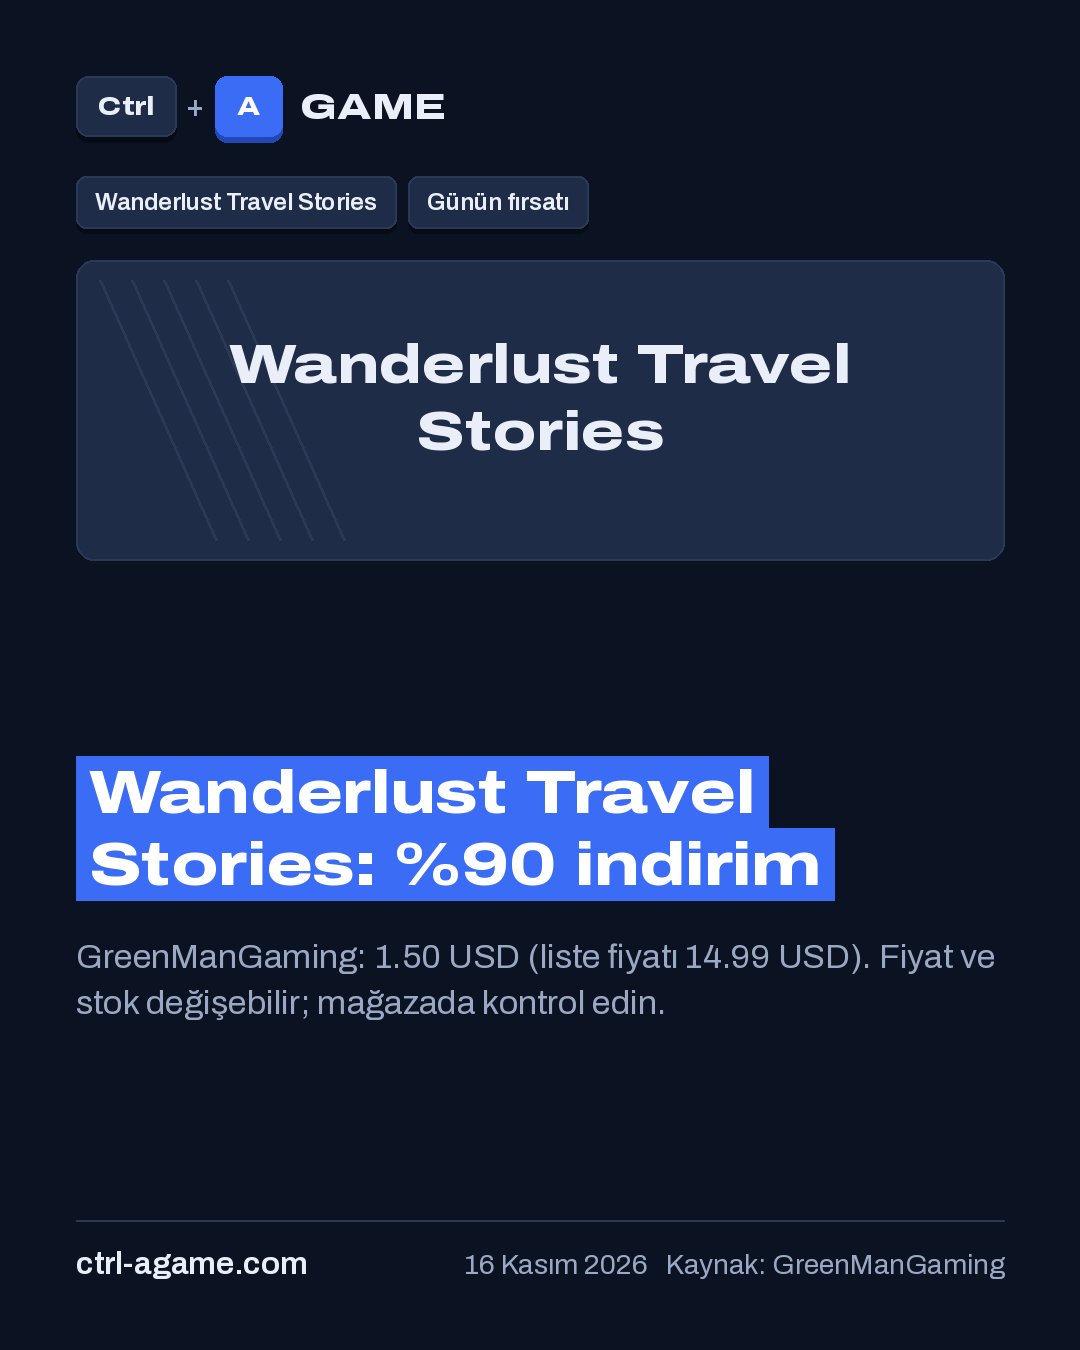 Ctrl + A GAME
Wanderlust Travel Stories Günün fırsatı
Wanderlust Travel
Stories
Wanderlust Travel
Stories: %90 indirim
GreenManGaming: 1.50 USD (liste fiyatı 14.99 USD). Fiyat ve
stok değişebilir; mağazada kontrol edin.
ctrl-agame.com 16 Kasım 2026 Kaynak: GreenManGaming